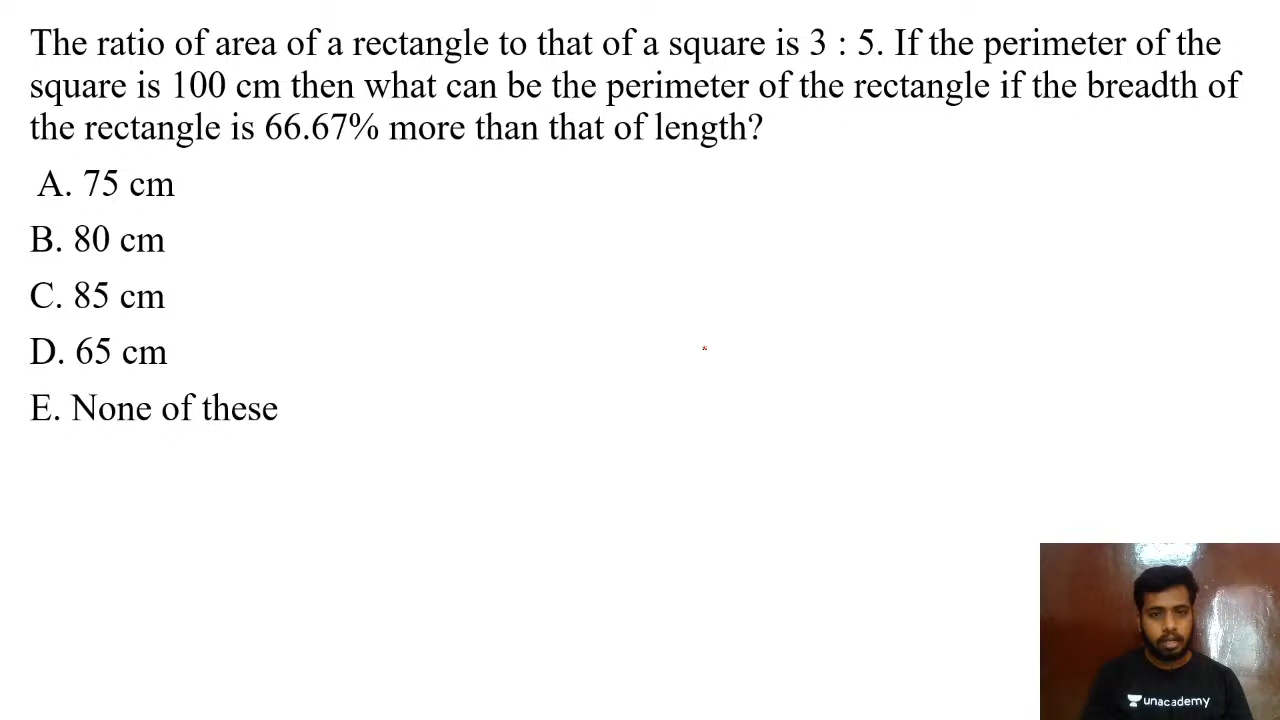 The ratio of area of a rectangle to that of a square is 3 : 5. If the perimeter of the
square is 100 cm then what can be the perimeter of the rectangle if the breadth of
the rectangle is 66.67% more than that of length?
A. 75 cm
B. 80 cm
C. 85 cm
D. 65 cm
E. None of these
unacademy